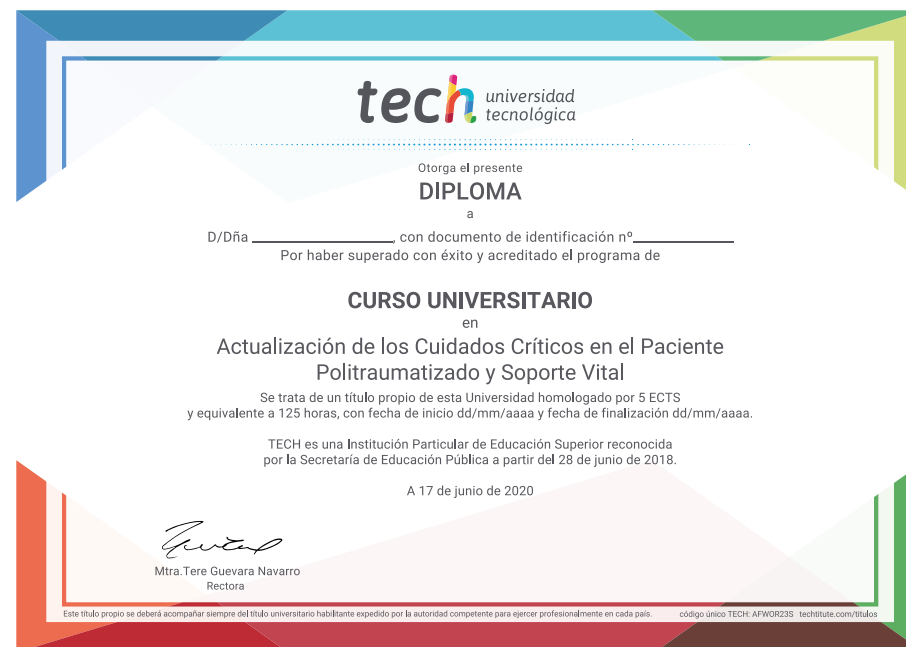 tech universidad
tecnológica
Otorga el presente
DIPLOMA
a
D/Dña ____________________, con documento de identificación nº______________
Por haber superado con éxito y acreditado el programa de
CURSO UNIVERSITARIO
en
Actualización de los Cuidados Críticos en el Paciente
Politraumatizado y Soporte Vital
Se trata de un título propio de esta Universidad homologado por 5 ECTS
y equivalente a 125 horas, con fecha de inicio dd/mm/aaaa y fecha de finalización dd/mm/aaaa.
TECH es una Institución Particular de Educación Superior reconocida
por la Secretaría de Educación Pública a partir del 28 de junio de 2018.
A 17 de junio de 2020
Mtra.Tere Guevara Navarro
Rectora
Este título propio se deberá acompañar siempre del título universitario habilitante expedido por la autoridad competente para ejercer profesionalmente en cada país. código único TECH: AFWOR23S techtitute.com/titulos